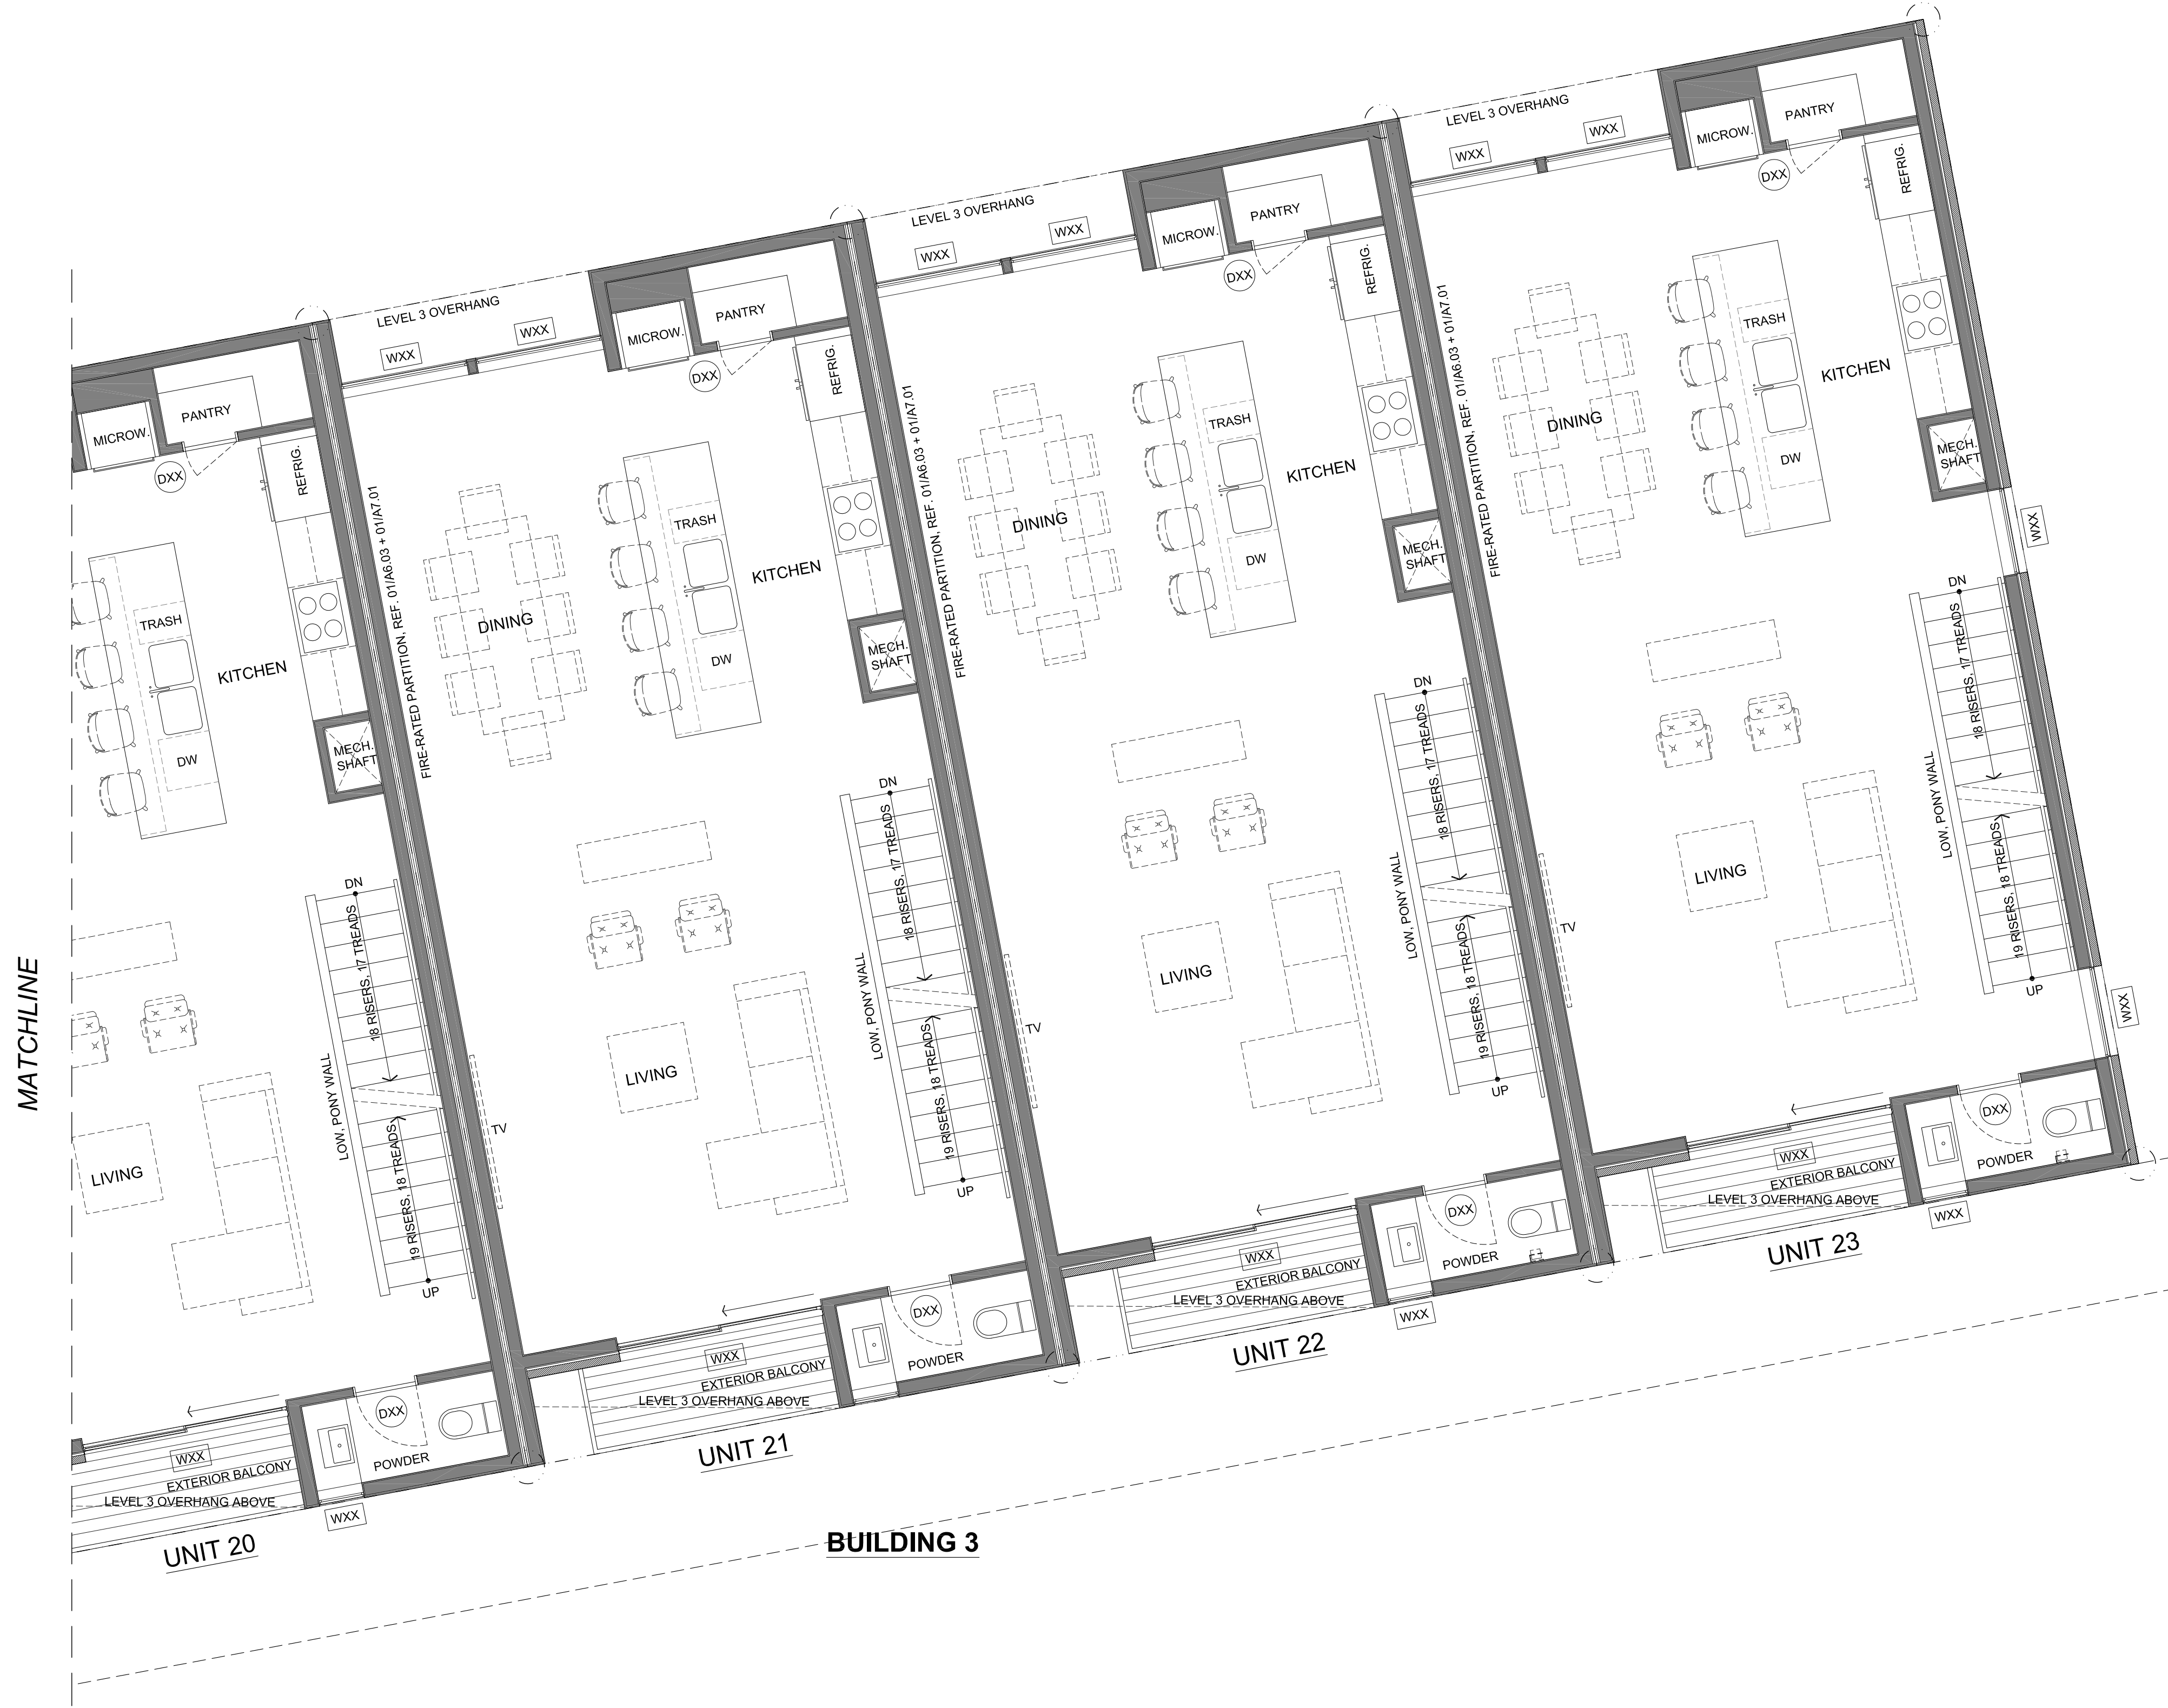 MATCHLINE
MICROW.
PANTRY
DXX
REFRIG.
TRASH
DW
KITCHEN
MECH.
SHAFT
FIRE-RATED PARTITION, REF. 01/A6.03 + 01/A7.01
DN
18 RISERS, 17 TREADS
LOW, PONY WALL
19 RISERS, 18 TREADS
UP
LIVING
DXX
POWDER
WXX
EXTERIOR BALCONY
LEVEL 3 OVERHANG ABOVE
WXX
UNIT 20
LEVEL 3 OVERHANG
WXX
WXX
MICROW.
PANTRY
DXX
REFRIG.
DINING
TRASH
DW
KITCHEN
MECH.
SHAFT
FIRE-RATED PARTITION, REF. 01/A6.03 + 01/A7.01
DN
18 RISERS, 17 TREADS
LOW, PONY WALL
19 RISERS, 18 TREADS
UP
TV
LIVING
DXX
POWDER
WXX
EXTERIOR BALCONY
LEVEL 3 OVERHANG ABOVE
UNIT 21
LEVEL 3 OVERHANG
WXX
WXX
MICROW.
PANTRY
DXX
REFRIG.
DINING
TRASH
DW
KITCHEN
MECH.
SHAFT
FIRE-RATED PARTITION, REF. 01/A6.03 + 01/A7.01
DN
18 RISERS, 17 TREADS
LOW, PONY WALL
19 RISERS, 18 TREADS
UP
TV
LIVING
DXX
POWDER
WXX
EXTERIOR BALCONY
LEVEL 3 OVERHANG ABOVE
WXX
UNIT 22
LEVEL 3 OVERHANG
WXX
WXX
MICROW.
PANTRY
DXX
REFRIG.
DINING
TRASH
DW
KITCHEN
MECH.
SHAFT
WXX
DN
18 RISERS, 17 TREADS
LOW, PONY WALL
19 RISERS, 18 TREADS
UP
WXX
TV
LIVING
DXX
POWDER
WXX
EXTERIOR BALCONY
LEVEL 3 OVERHANG ABOVE
WXX
UNIT 23
BUILDING 3